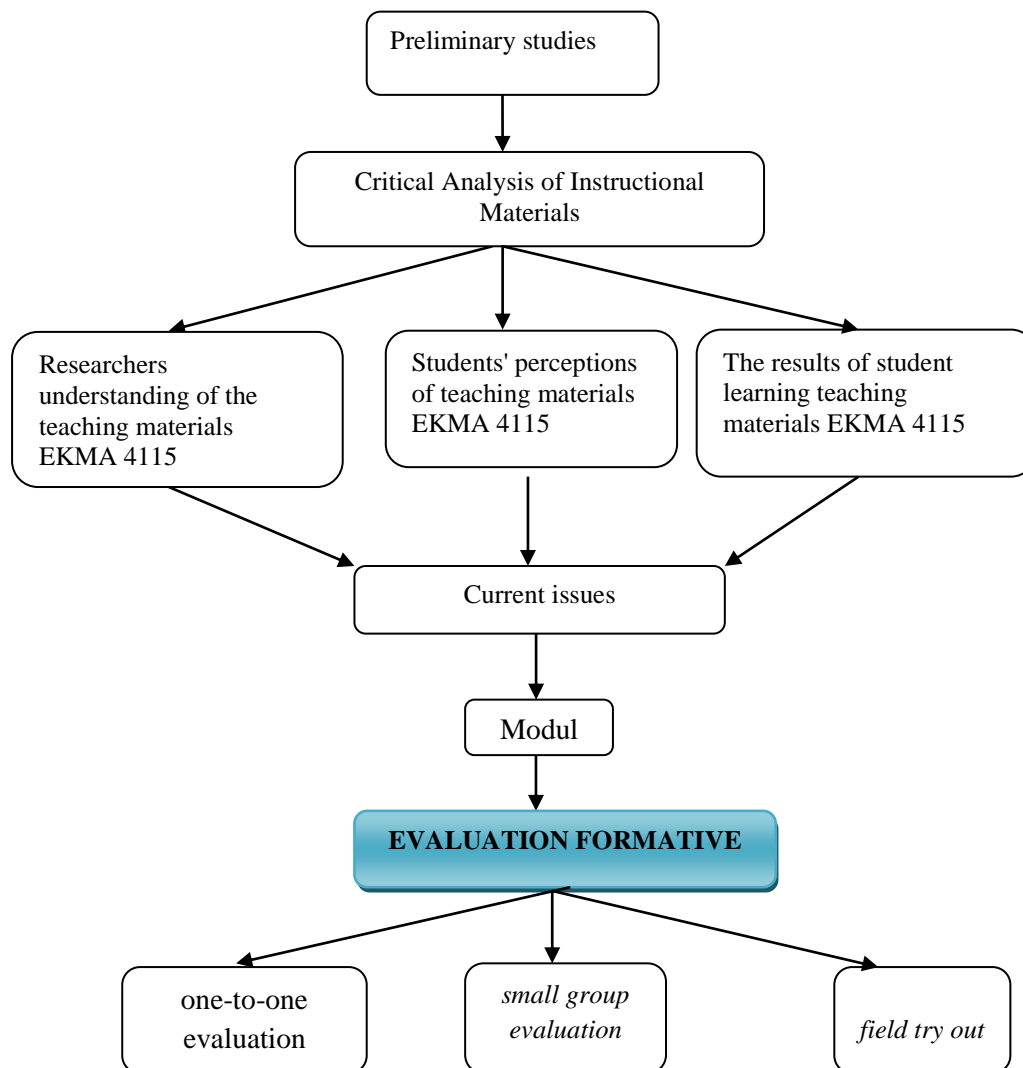 Preliminary studies
Critical Analysis of Instructional
Materials
Researchers
understanding of the
teaching materials
EKMA 4115
Students' perceptions
of teaching materials
EKMA 4115
The results of student
learning teaching
materials EKMA 4115
Current issues
Modul
EVALUATION FORMATIVE
one-to-one
evaluation
small group
evaluation
field try out